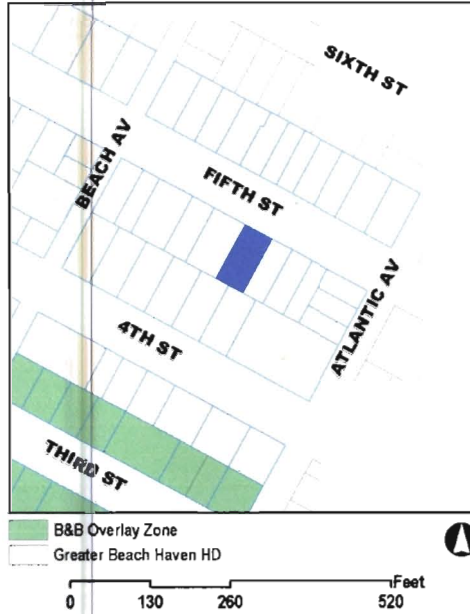 SIXTH ST
BEACH AV
FIFTH ST
ATLANTIC AV
4TH ST
THIRD ST
B&B Overlay Zone
Greater Beach Haven HD
Feet
0 130 260 520